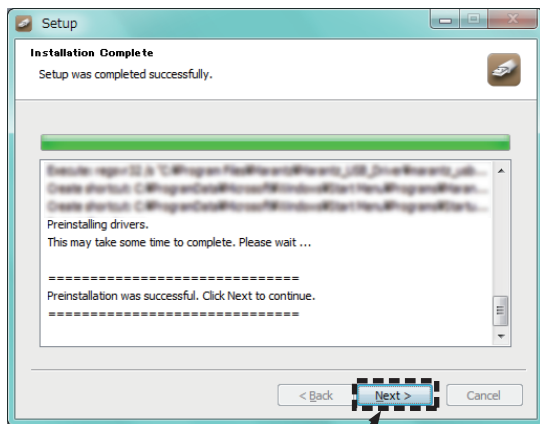 Setup
Installation Complete
Setup was completed successfully.
Preinstalling drivers.
This may take some time to complete. Please wait ...
==============================
Preinstallation was successful. Click Next to continue.
==============================
< Back
Next >
Cancel